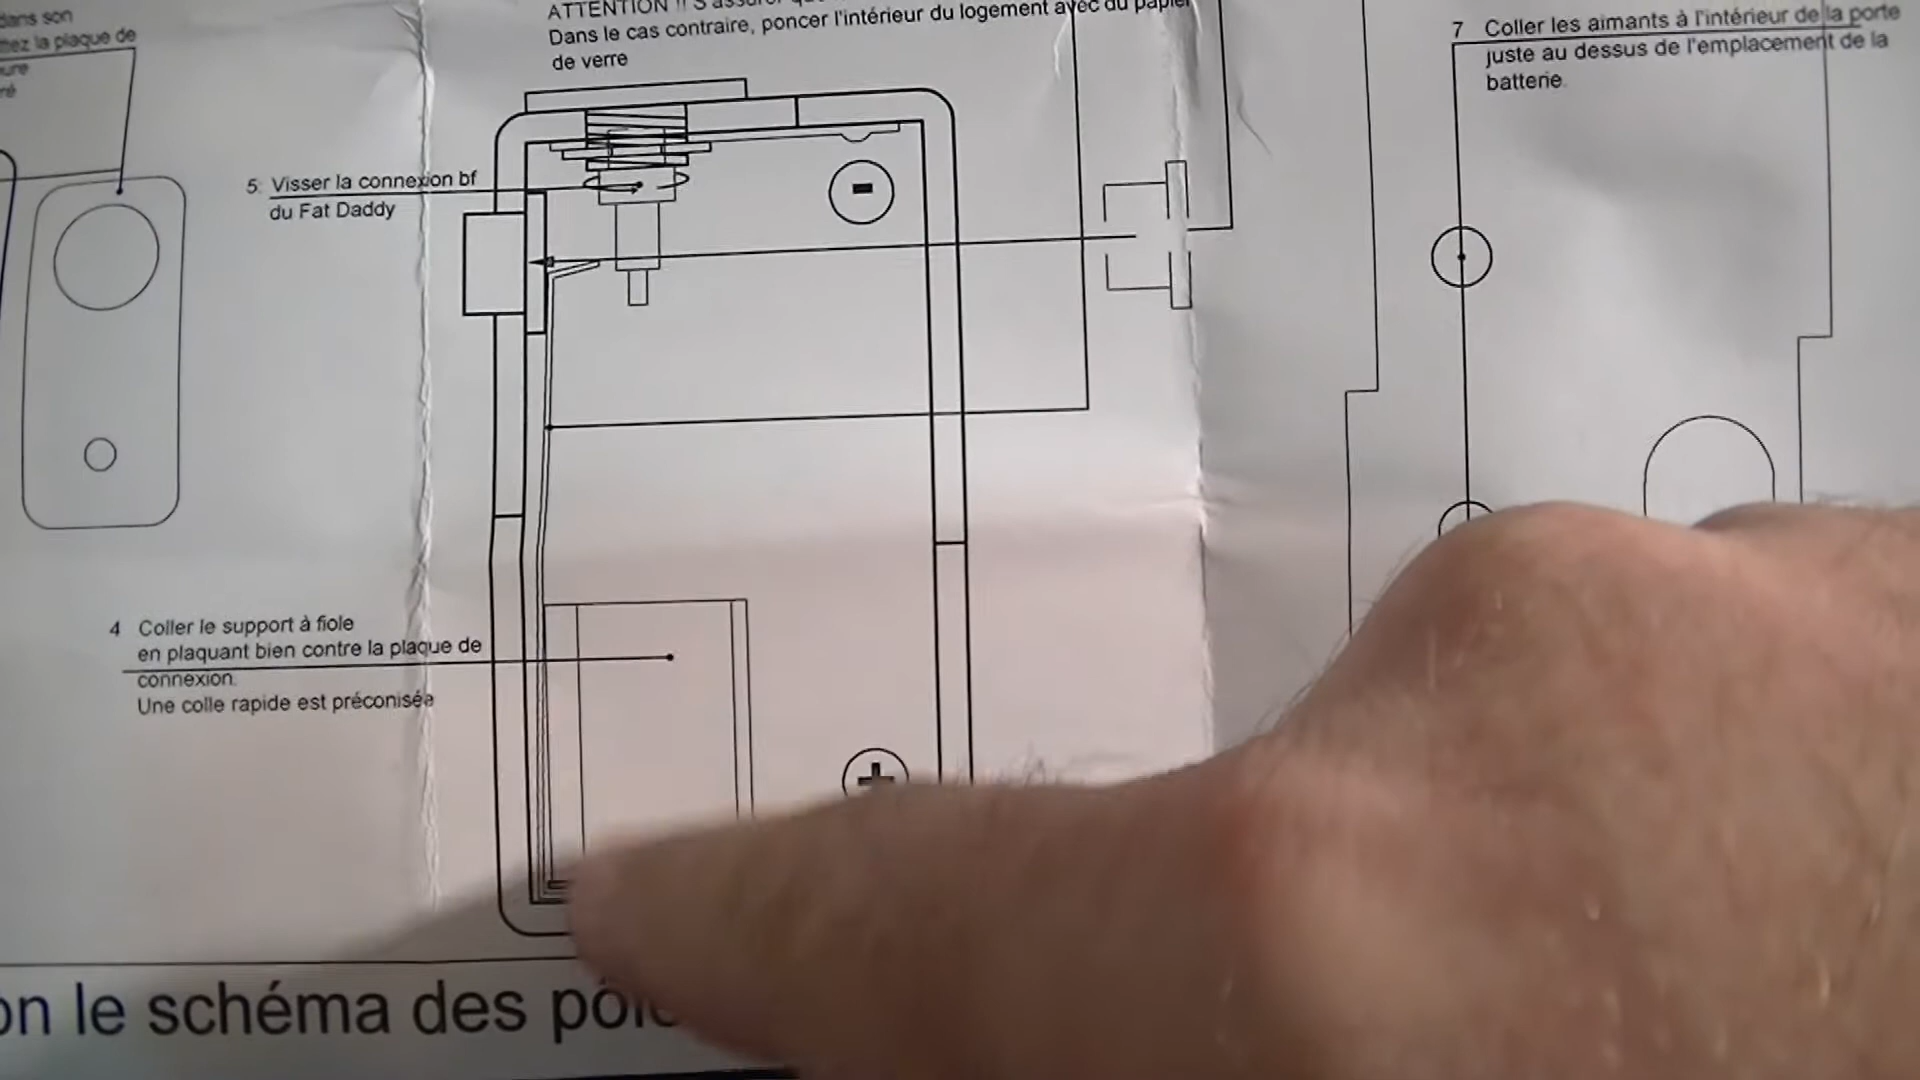 dans son
la plaque de
ATTENTION !!
Dans le cas contraire, poncer l'intérieur du logement avec du papier
de verre
7 Coller les aimants à l'intérieur de la porte
juste au dessus de l'emplacement de la
batterie.
5: Visser la connexion bf
du Fat Daddy
-
4 Coller le support à fiole
en plaquant bien contre la plaque de
connexion.
Une colle rapide est préconisée
+
le schéma des